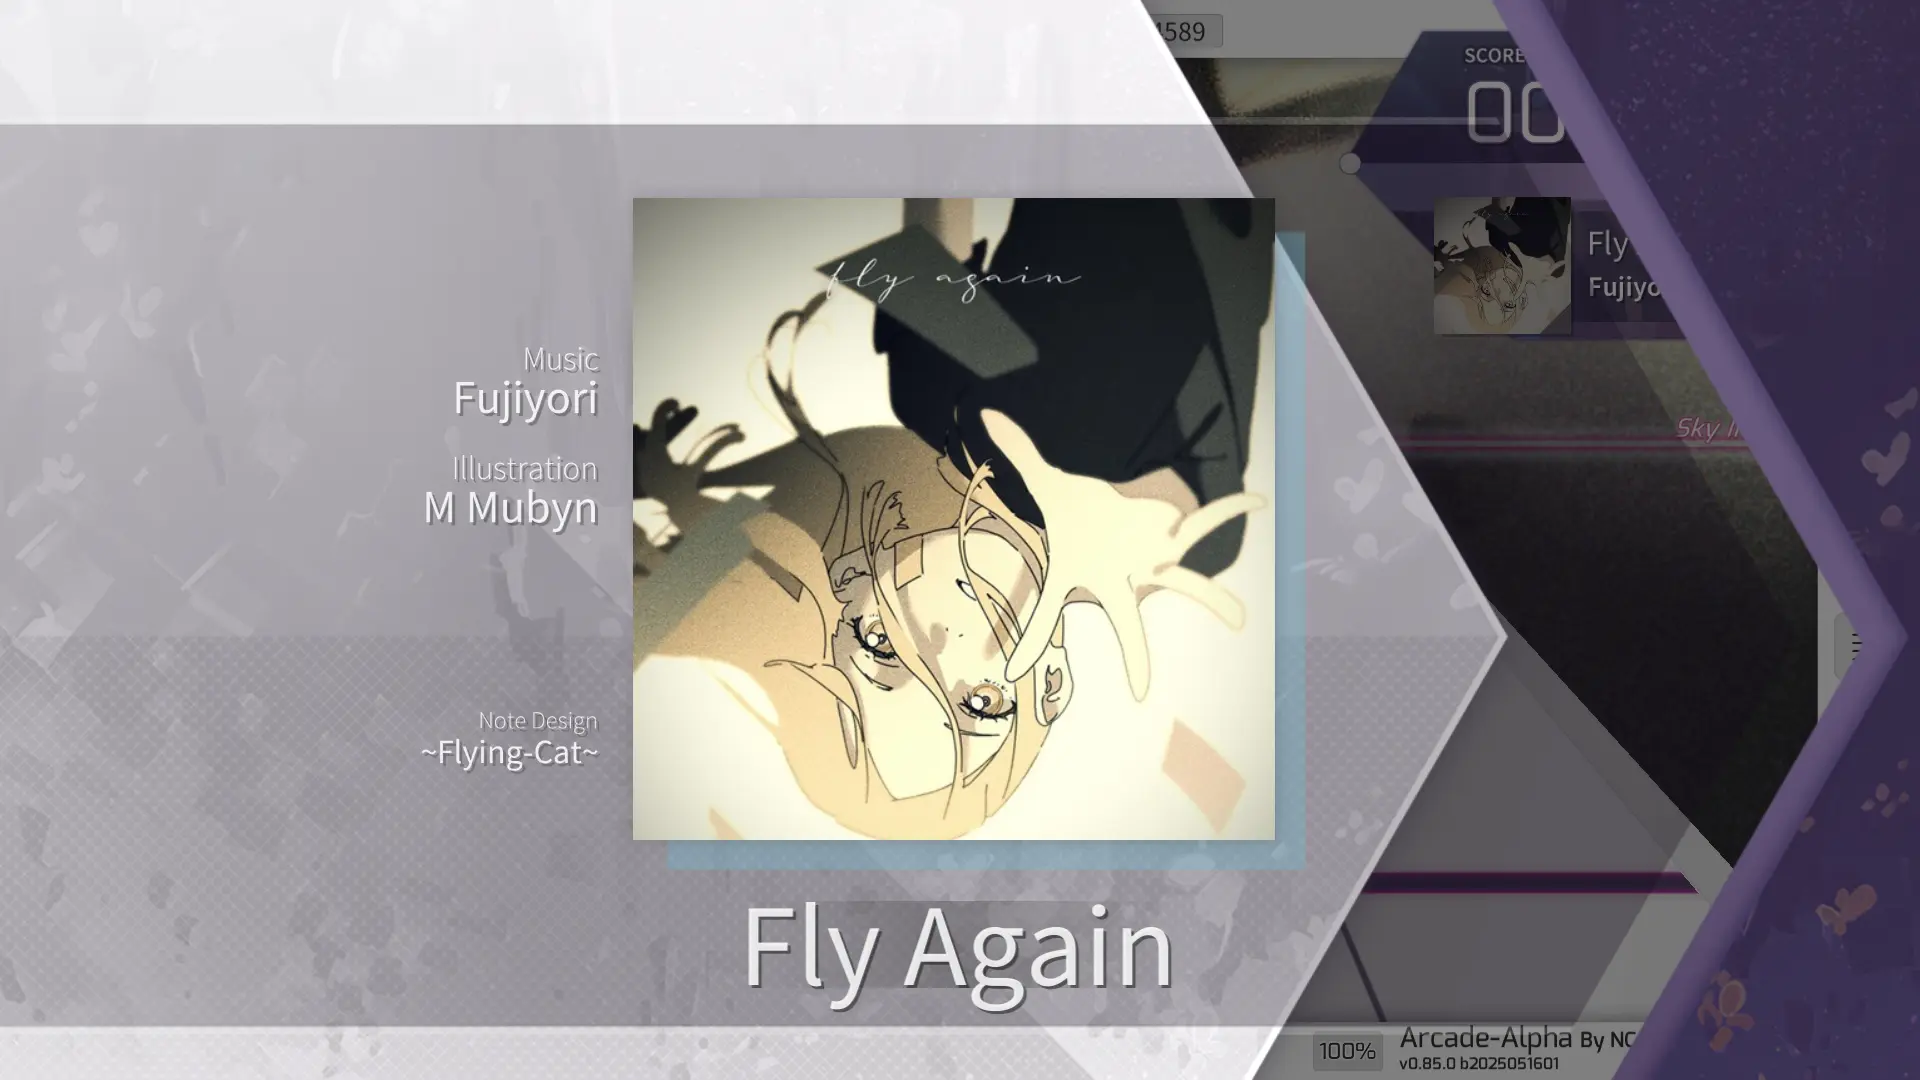 4589
SCORE
00
fly again
Fly
Fujiyo
Music
Fujiyori
Sky I
Illustration
M Mubyn
Note Design
~Flying-Cat~
Fly Again
100%
Arcade-Alpha By NC
v0.85.0 b2025051601